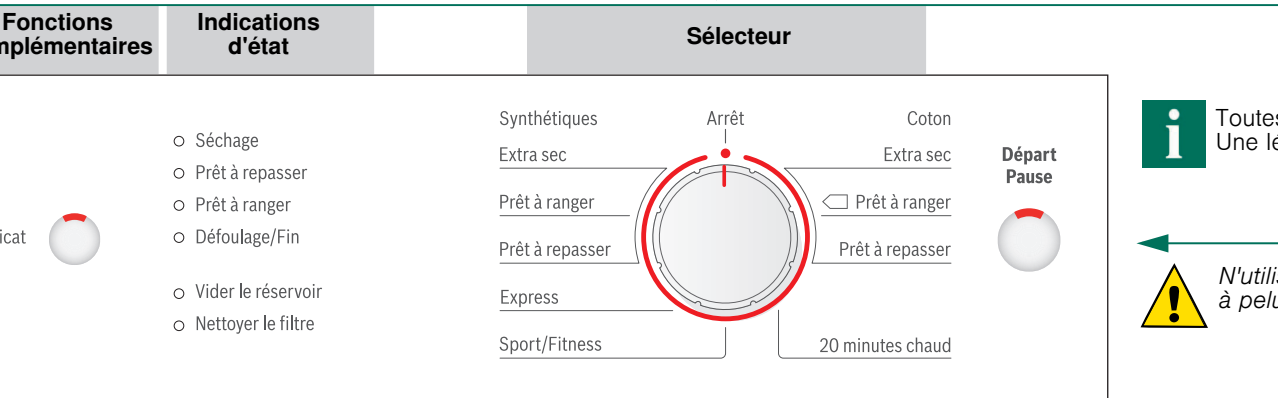 Fonctions
mplémentaires
Indications
d'état
Sélecteur
icat
Séchage
Prêt à repasser
Prêt à ranger
Défoulage/Fin
Vider le réservoir
Nettoyer le filtre
Synthétiques
Extra sec
Prêt à ranger
Prêt à repasser
Express
Sport/Fitness
Arrêt
Coton
Extra sec
Prêt à ranger
Prêt à repasser
20 minutes chaud
Départ
Pause
i
Toutes
Une lé
!
N'utilis
à pelu